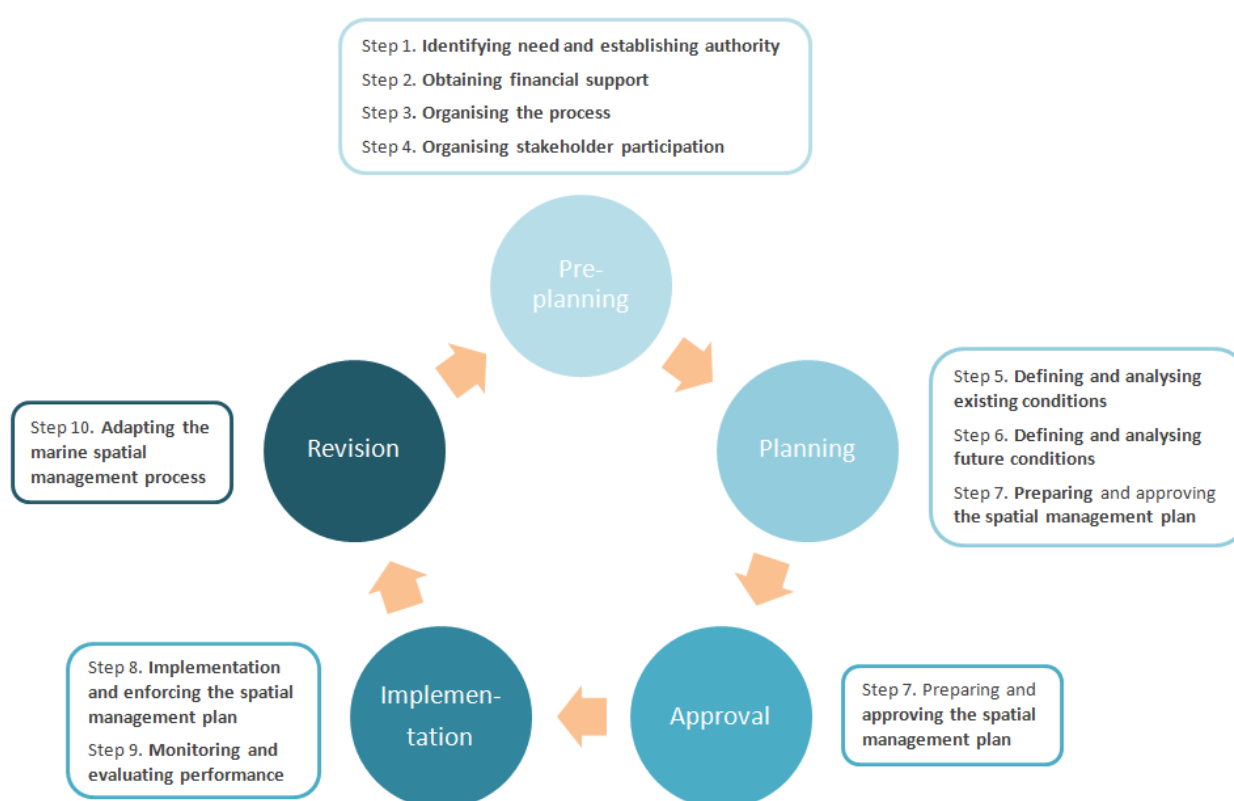 Step 1. Identifying need and establishing authority
Step 2. Obtaining financial support
Step 3. Organising the process
Step 4. Organising stakeholder participation
Pre-
planning
Planning
Step 5. Defining and analysing
existing conditions
Step 6. Defining and analysing
future conditions
Step 7. Preparing and approving
the spatial management plan
Approval
Step 7. Preparing and
approving the spatial
management plan
Implemen-
tation
Step 8. Implementation
and enforcing the spatial
management plan
Step 9. Monitoring and
evaluating performance
Revision
Step 10. Adapting the
marine spatial
management process